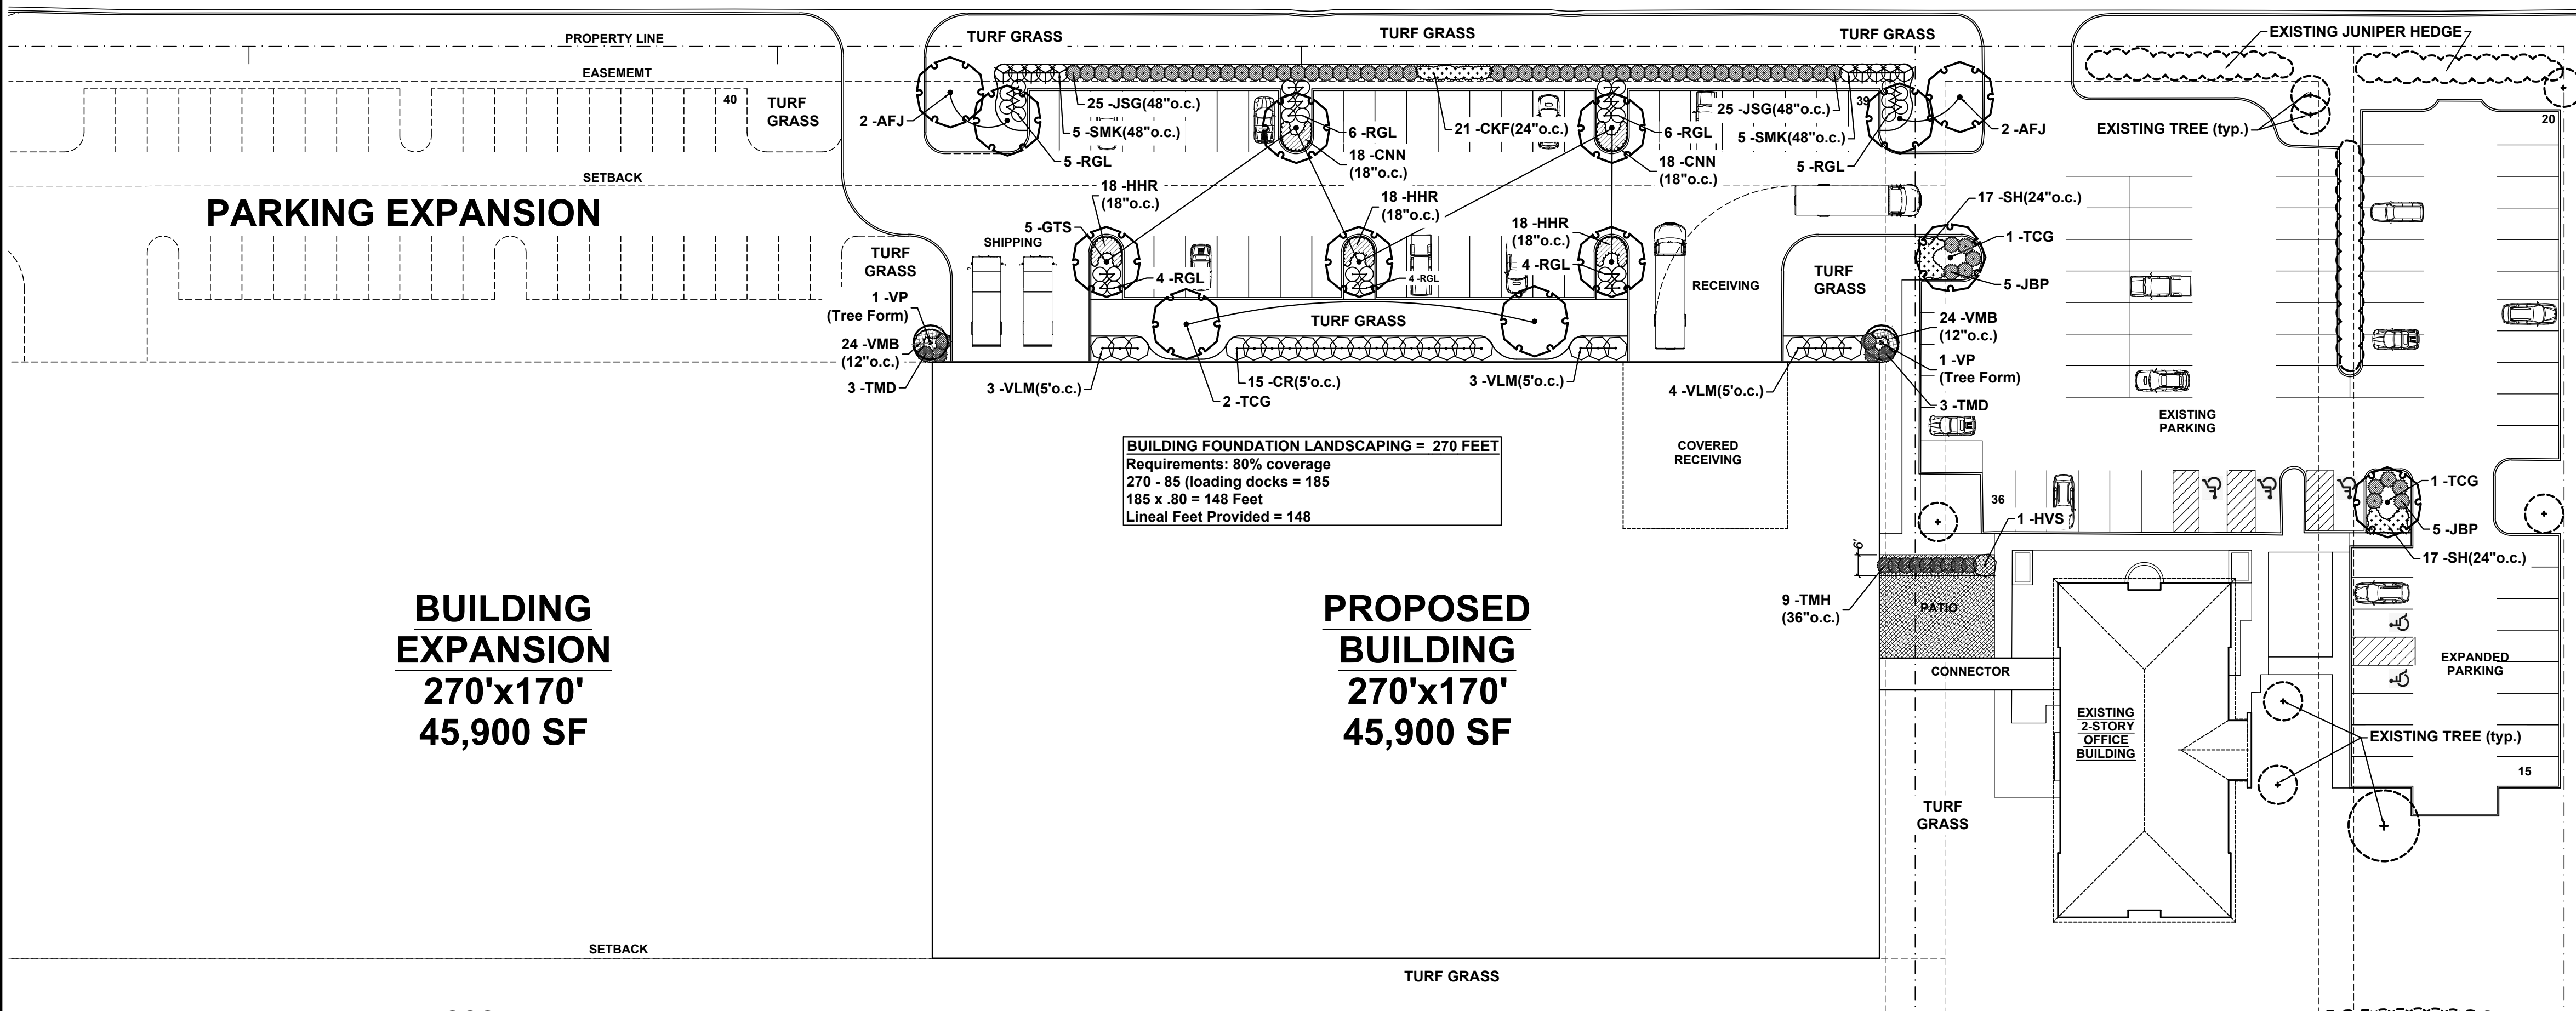 PROPERTY LINE
EASEMEMT
40
TURF
GRASS
SETBACK
PARKING EXPANSION
TURF GRASS
TURF GRASS
TURF GRASS
EXISTING JUNIPER HEDGE
2 -AFJ
25 -JSG(48"o.c.)
5 -SMK(48"o.c.)
5 -RGL
6 -RGL
18 -CNN
(18"o.c.)
21 -CKF(24"o.c.)
6 -RGL
18 -CNN
(18"o.c.)
25 -JSG(48"o.c.)
39
5 -SMK(48"o.c.)
5 -RGL
2 -AFJ
EXISTING TREE (typ.)
20
18 -HHR
(18"o.c.)
5 -GTS
SHIPPING
4 -RGL
18 -HHR
(18"o.c.)
4 -RGL
18 -HHR
(18"o.c.)
4 -RGL
RECEIVING
TURF
GRASS
17 -SH(24"o.c.)
1 -TCG
5 -JBP
TURF
GRASS
1 -VP
(Tree Form)
24 -VMB
(12"o.c.)
3 -TMD
TURF GRASS
3 -VLM(5'o.c.)
15 -CR(5'o.c.)
2 -TCG
3 -VLM(5'o.c.)
4 -VLM(5'o.c.)
24 -VMB
(12"o.c.)
1 -VP
(Tree Form)
3 -TMD
EXISTING
PARKING
BUILDING FOUNDATION LANDSCAPING = 270 FEET
Requirements: 80% coverage
270 - 85 (loading docks = 185
185 x .80 = 148 Feet
Lineal Feet Provided = 148
COVERED
RECEIVING
36
1 -HVS
1 -TCG
5 -JBP
17 -SH(24"o.c.)
6'
9 -TMH
(36"o.c.)
PATIO
CONNECTOR
BUILDING
EXPANSION
270'x170'
45,900 SF
PROPOSED
BUILDING
270'x170'
45,900 SF
EXISTING
2-STORY
OFFICE
BUILDING
EXPANDED
PARKING
EXISTING TREE (typ.)
15
TURF
GRASS
SETBACK
TURF GRASS